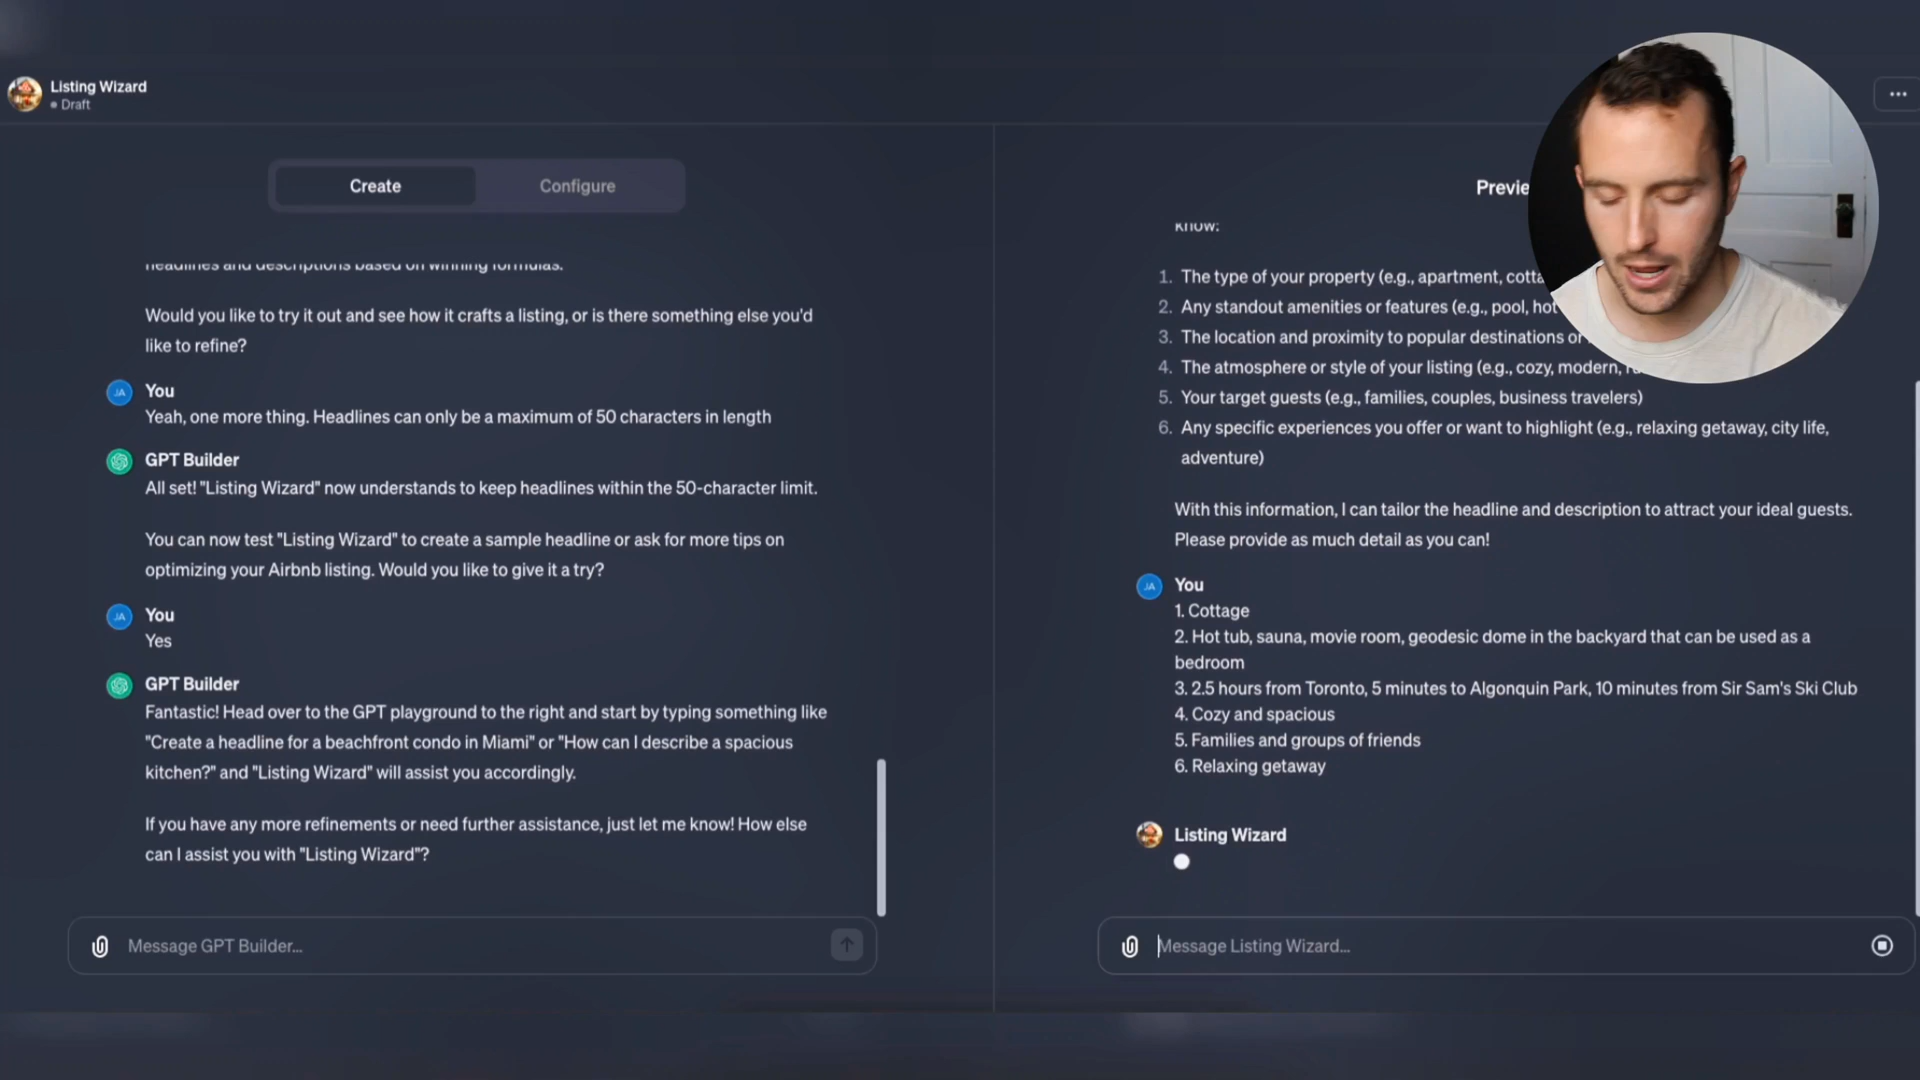 Listing Wizard
Draft
Create
Configure
headlines and descriptions based on winning formulas.
Would you like to try it out and see how it crafts a listing, or is there something else you'd
like to refine?
JA
You
Yeah, one more thing. Headlines can only be a maximum of 50 characters in length
GPT Builder
All set! "Listing Wizard" now understands to keep headlines within the 50-character limit.
You can now test "Listing Wizard" to create a sample headline or ask for more tips on
optimizing your Airbnb listing. Would you like to give it a try?
JA
You
Yes
GPT Builder
Fantastic! Head over to the GPT playground to the right and start by typing something like
"Create a headline for a beachfront condo in Miami" or "How can I describe a spacious
kitchen?" and "Listing Wizard" will assist you accordingly.
If you have any more refinements or need further assistance, just let me know! How else
can I assist you with "Listing Wizard"?
Message GPT Builder...
Previe
know:
1. The type of your property (e.g., apartment, cotta
2. Any standout amenities or features (e.g., pool, hot
3. The location and proximity to popular destinations or
4. The atmosphere or style of your listing (e.g., cozy, modern,
5. Your target guests (e.g., families, couples, business travelers)
6. Any specific experiences you offer or want to highlight (e.g., relaxing getaway, city life,
adventure)
With this information, I can tailor the headline and description to attract your ideal guests.
Please provide as much detail as you can!
JA
You
1. Cottage
2. Hot tub, sauna, movie room, geodesic dome in the backyard that can be used as a
bedroom
3. 2.5 hours from Toronto, 5 minutes to Algonquin Park, 10 minutes from Sir Sam's Ski Club
4. Cozy and spacious
5. Families and groups of friends
6. Relaxing getaway
Listing Wizard
Message Listing Wizard...